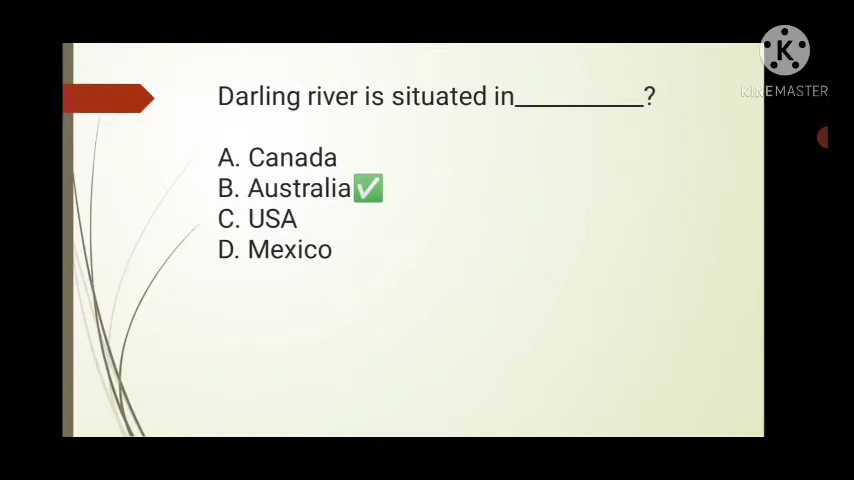 Darling river is situated in__________?
A. Canada
B. Australia✅
C. USA
D. Mexico
K
KINEMASTER